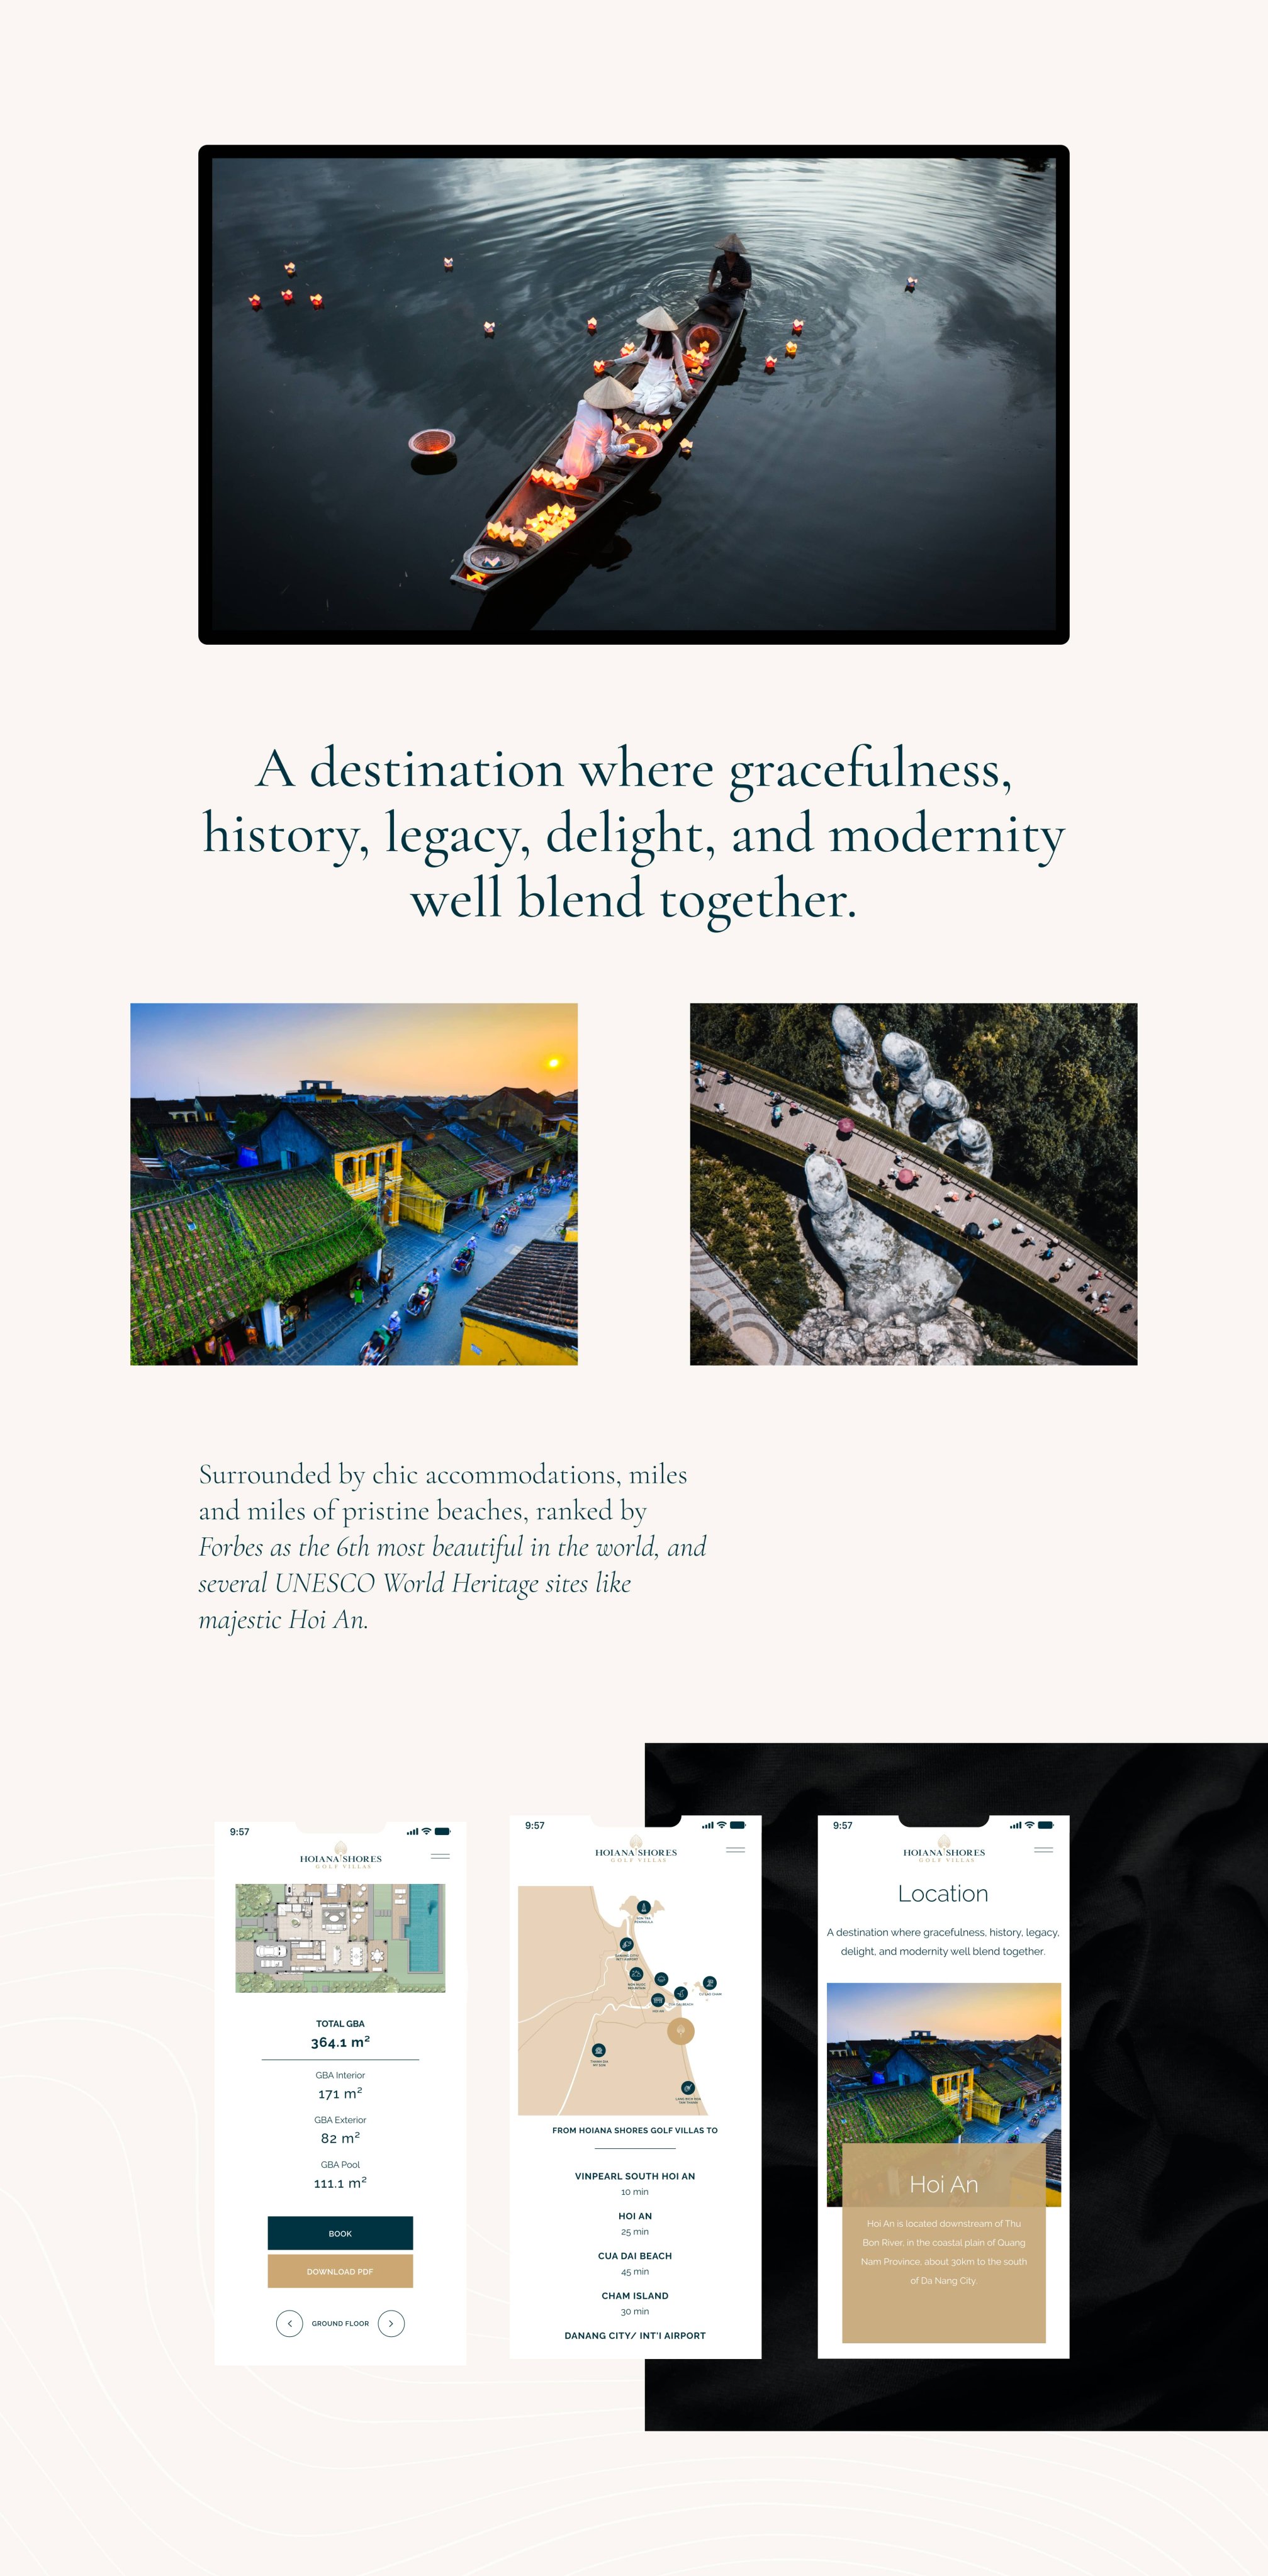 A destination where gracefulness,
history, legacy, delight, and modernity
well blend together.
Surrounded by chic accommodations, miles
and miles of pristine beaches, ranked by
Forbes as the 6th most beautiful in the world, and
several UNESCO World Heritage sites like
majestic Hoi An.
9:57
HOIANA SHORES
GOLF VILLAS
TOTAL GBA
364.1 m²
GBA Interior
171 m²
GBA Exterior
82 m²
GBA Pool
111.1 m²
BOOK
DOWNLOAD PDF
GROUND FLOOR
9:57
HOIANA SHORES
GOLF VILLAS
HOI AN
FROM HOIANA SHORES GOLF VILLAS TO
VINPEARL SOUTH HOI AN
10 min
HOI AN
25 min
CUA DAI BEACH
45 min
CHAM ISLAND
30 min
DANANG CITY/ INT'I AIRPORT
9:57
HOIANA SHORES
GOLF VILLAS
Location
A destination where gracefulness, history, legacy,
delight, and modernity well blend together.
Hoi An
Hoi An is located downstream of Thu
Bon River, in the coastal plain of Quang
Nam Province, about 30km to the south
of Da Nang City.